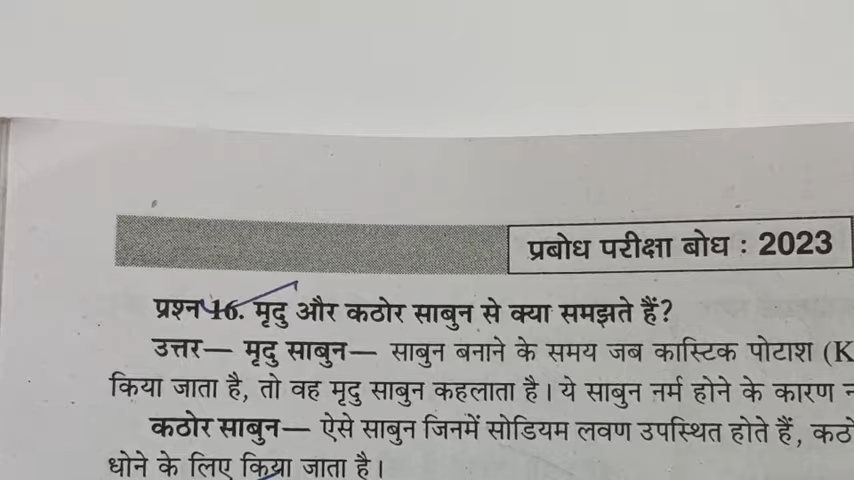 प्रबोध परीक्षा बोध : 2023
प्रश्न 16. मृदु और कठोर साबुन से क्या समझते हैं?
उत्तर— मृदु साबुन— साबुन बनाने के समय जब कास्टिक पोटाश (K
किया जाता है, तो वह मृदु साबुन कहलाता है। ये साबुन नर्म होने के कारण
कठोर साबुन— ऐसे साबुन जिनमें सोडियम लवण उपस्थित होते हैं,
धोने के लिए किया जाता है।